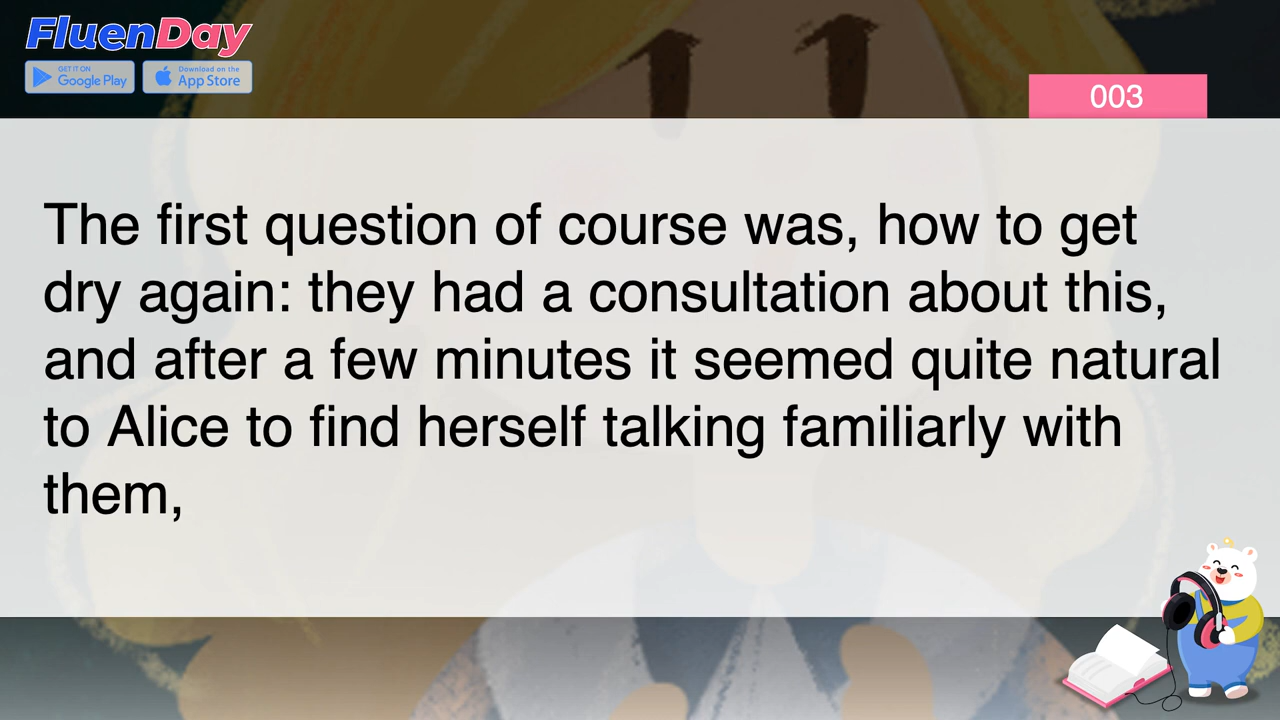 FluenDay
GET IT ON
Google Play
Download on the
App Store
003
The first question of course was, how to get
dry again: they had a consultation about this,
and after a few minutes it seemed quite natural
to Alice to find herself talking familiarly with
them,